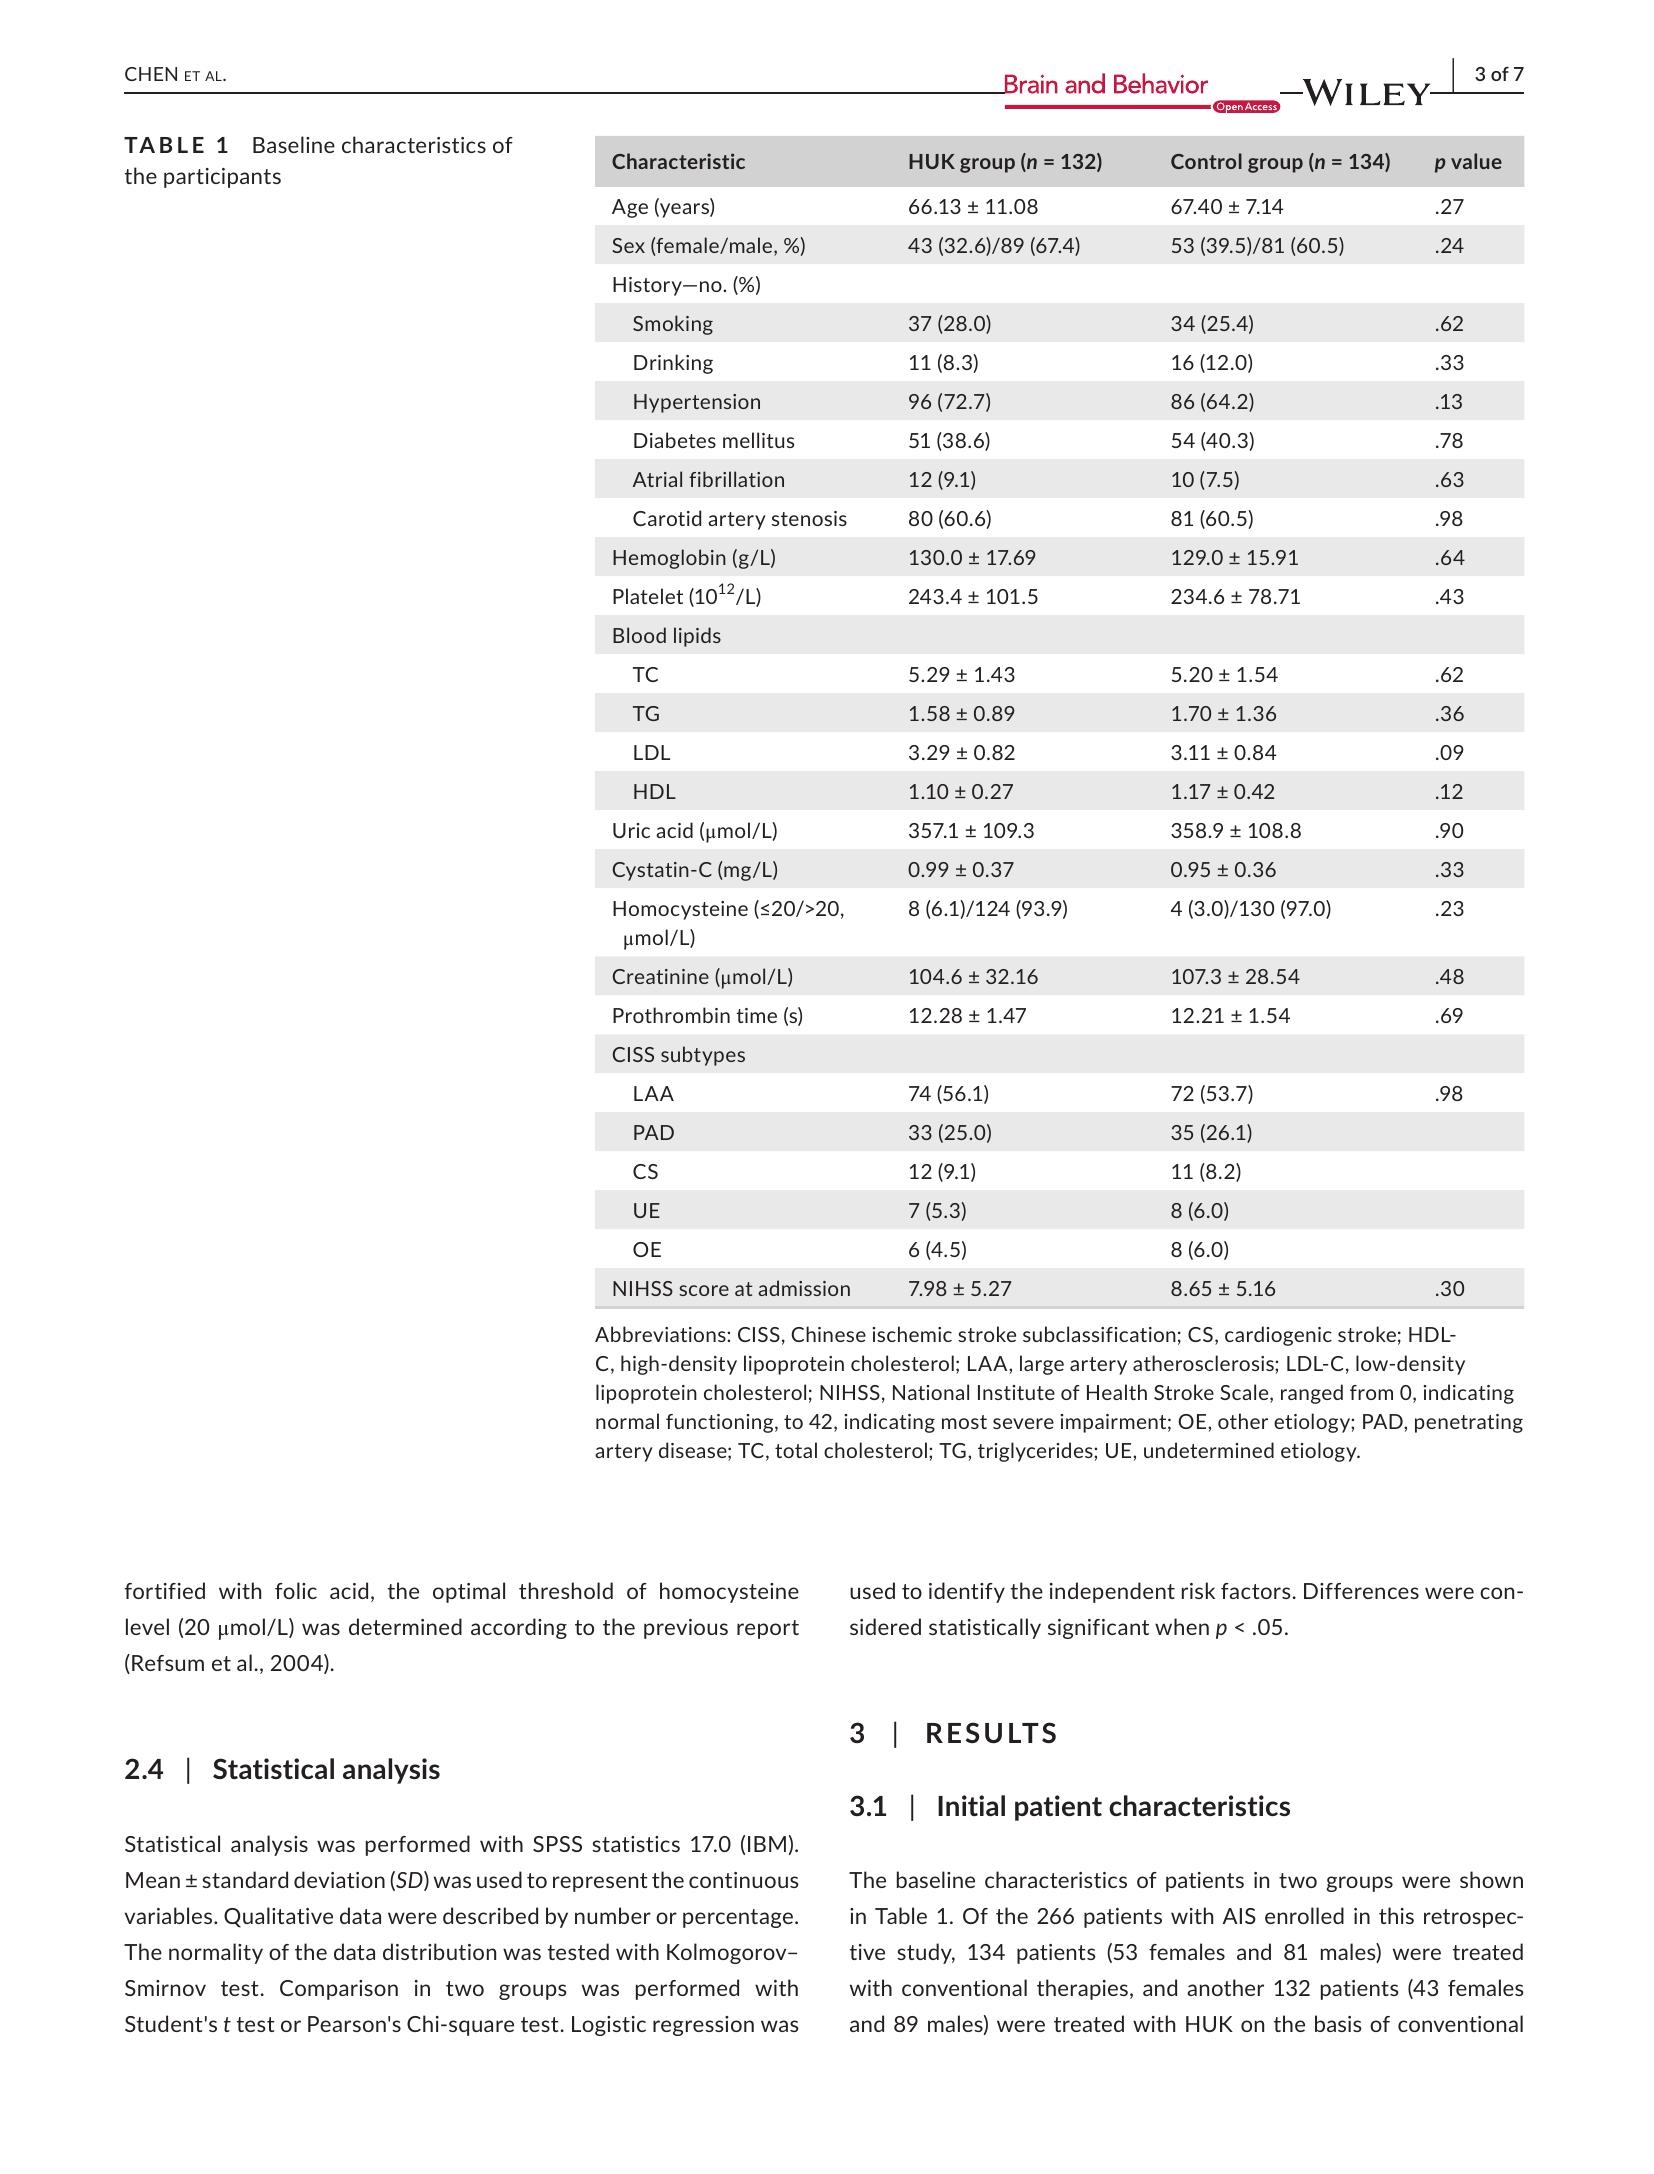 CHEN ET AL.
Brain and Behavior
Open Access
WILEY
3 of 7
TABLE 1 Baseline characteristics of
the participants
Characteristic HUK group (n = 132) Control group (n = 134) p value
Age (years) 66.13 ± 11.08 67.40 ± 7.14 .27
Sex (female/male, %) 43 (32.6)/89 (67.4) 53 (39.5)/81 (60.5) .24
History—no. (%)
Smoking 37 (28.0) 34 (25.4) .62
Drinking 11 (8.3) 16 (12.0) .33
Hypertension 96 (72.7) 86 (64.2) .13
Diabetes mellitus 51 (38.6) 54 (40.3) .78
Atrial fibrillation 12 (9.1) 10 (7.5) .63
Carotid artery stenosis 80 (60.6) 81 (60.5) .98
Hemoglobin (g/L) 130.0 ± 17.69 129.0 ± 15.91 .64
Platelet (10¹²/L) 243.4 ± 101.5 234.6 ± 78.71 .43
Blood lipids
TC 5.29 ± 1.43 5.20 ± 1.54 .62
TG 1.58 ± 0.89 1.70 ± 1.36 .36
LDL 3.29 ± 0.82 3.11 ± 0.84 .09
HDL 1.10 ± 0.27 1.17 ± 0.42 .12
Uric acid (μmol/L) 357.1 ± 109.3 358.9 ± 108.8 .90
Cystatin-C (mg/L) 0.99 ± 0.37 0.95 ± 0.36 .33
Homocysteine (≤20/>20, 8 (6.1)/124 (93.9) 4 (3.0)/130 (97.0) .23
μmol/L)
Creatinine (μmol/L) 104.6 ± 32.16 107.3 ± 28.54 .48
Prothrombin time (s) 12.28 ± 1.47 12.21 ± 1.54 .69
CISS subtypes
LAA 74 (56.1) 72 (53.7) .98
PAD 33 (25.0) 35 (26.1)
CS 12 (9.1) 11 (8.2)
UE 7 (5.3) 8 (6.0)
OE 6 (4.5) 8 (6.0)
NIHSS score at admission 7.98 ± 5.27 8.65 ± 5.16 .30
Abbreviations: CISS, Chinese ischemic stroke subclassification; CS, cardiogenic stroke; HDL-
C, high-density lipoprotein cholesterol; LAA, large artery atherosclerosis; LDL-C, low-density
lipoprotein cholesterol; NIHSS, National Institute of Health Stroke Scale, ranged from 0, indicating
normal functioning, to 42, indicating most severe impairment; OE, other etiology; PAD, penetrating
artery disease; TC, total cholesterol; TG, triglycerides; UE, undetermined etiology.
fortified with folic acid, the optimal threshold of homocysteine
level (20 μmol/L) was determined according to the previous report
(Refsum et al., 2004).
2.4 | Statistical analysis
Statistical analysis was performed with SPSS statistics 17.0 (IBM).
Mean ± standard deviation (SD) was used to represent the continuous
variables. Qualitative data were described by number or percentage.
The normality of the data distribution was tested with Kolmogorov–
Smirnov test. Comparison in two groups was performed with
Student's t test or Pearson's Chi-square test. Logistic regression was
used to identify the independent risk factors. Differences were con-
sidered statistically significant when p < .05.
3 | RESULTS
3.1 | Initial patient characteristics
The baseline characteristics of patients in two groups were shown
in Table 1. Of the 266 patients with AIS enrolled in this retrospec-
tive study, 134 patients (53 females and 81 males) were treated
with conventional therapies, and another 132 patients (43 females
and 89 males) were treated with HUK on the basis of conventional